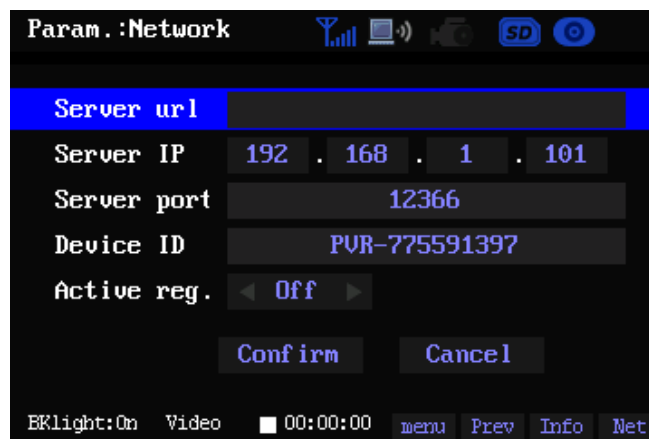 Param.:Network SD
Server url
Server IP 192 . 168 . 1 . 101
Server port 12366
Device ID PVR-775591397
Active reg. Off
Confirm Cancel
BKlight:On Video 00:00:00 menu Prev Info Net